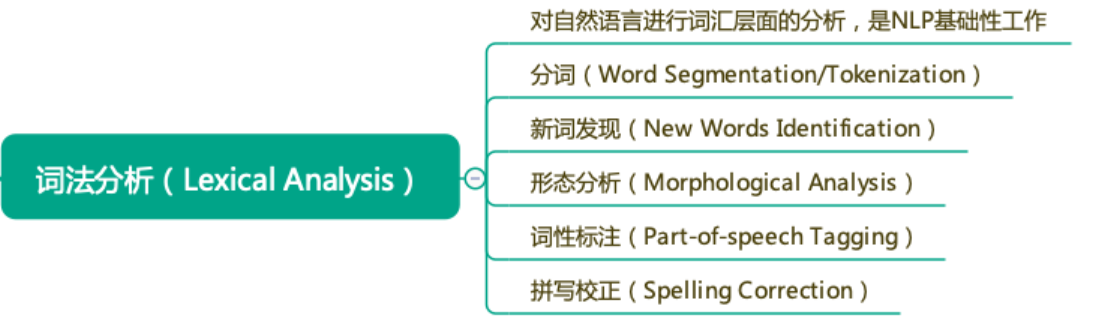 对自然语言进行词汇层面的分析，是NLP基础性工作
分词（Word Segmentation/Tokenization）
新词发现（New Words Identification）
词法分析（Lexical Analysis）
形态分析（Morphological Analysis）
词性标注（Part-of-speech Tagging）
拼写校正（Spelling Correction）